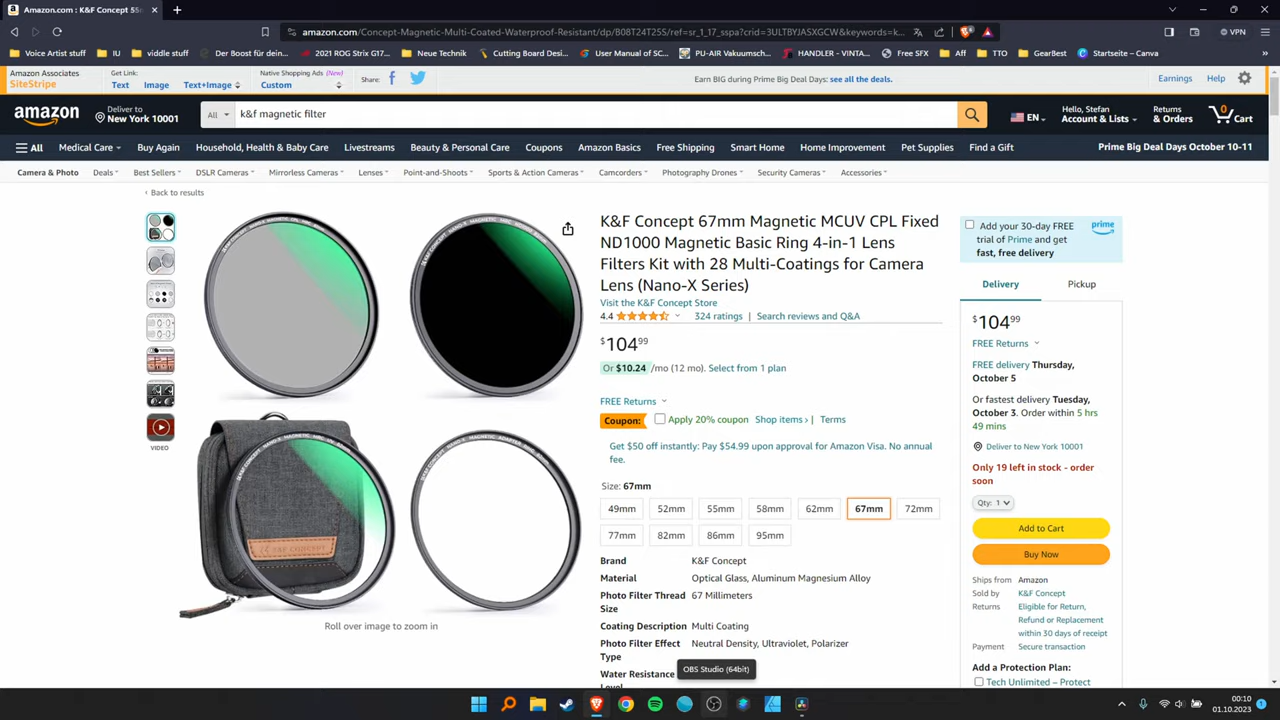 Amazon.com : K&F Concept 55m
amazon.com/Concept-Magnetic-Multi-Coated-Waterproof-Resistant/dp/B08T24T25S/ref=sr_1_17_sspa?crid=3ULTBYJASXGCW&keywords=k...
VPN
Voice Artist stuff
IU
viddle stuff
Der Boost für dein...
2021 ROG Strix G17...
Neue Technik
Cutting Board Desi...
User Manual of SC...
PU-AIR Vakuumsch...
HANDLER - VINTA...
Free SFX
Aff
TTO
GearBest
Startseite – Canva
Amazon Associates
SiteStripe
Get Link:
Text
Image
Text+Image
Native Shopping Ads (New)
Custom
Share:
Earn BIG during Prime Big Deal Days: see all the deals.
Earnings
Help
amazon
Deliver to
New York 10001
All
k&f magnetic filter
EN
Hello, Stefan
Account & Lists
Returns
& Orders
0
Cart
All
Medical Care
Buy Again
Household, Health & Baby Care
Livestreams
Beauty & Personal Care
Coupons
Amazon Basics
Free Shipping
Smart Home
Home Improvement
Pet Supplies
Find a Gift
Prime Big Deal Days October 10-11
Camera & Photo
Deals
Best Sellers
DSLR Cameras
Mirrorless Cameras
Lenses
Point-and-Shoots
Sports & Action Cameras
Camcorders
Photography Drones
Security Cameras
Accessories
‹ Back to results
VIDEO
K&F CONCEPT
Roll over image to zoom in
K&F Concept 67mm Magnetic MCUV CPL Fixed
ND1000 Magnetic Basic Ring 4-in-1 Lens
Filters Kit with 28 Multi-Coatings for Camera
Lens (Nano-X Series)
Visit the K&F Concept Store
4.4
324 ratings | Search reviews and Q&A
$104.99
Or $10.24 /mo (12 mo). Select from 1 plan
FREE Returns
Coupon: Apply 20% coupon Shop items › | Terms
Get $50 off instantly: Pay $54.99 upon approval for Amazon Visa. No annual
fee.
Size: 67mm
49mm 52mm 55mm 58mm 62mm 67mm 72mm
77mm 82mm 86mm 95mm
Brand K&F Concept
Material Optical Glass, Aluminum Magnesium Alloy
Photo Filter Thread 67 Millimeters
Size
Coating Description Multi Coating
Photo Filter Effect Neutral Density, Ultraviolet, Polarizer
Type
Water Resistance
OBS Studio (64bit)
Add your 30-day FREE
trial of Prime and get
fast, free delivery
prime
Delivery
Pickup
$104.99
FREE Returns
FREE delivery Thursday,
October 5
Or fastest delivery Tuesday,
October 3. Order within 5 hrs
49 mins
Deliver to New York 10001
Only 19 left in stock - order
soon
Qty: 1
Add to Cart
Buy Now
Ships from Amazon
Sold by K&F Concept
Returns Eligible for Return,
Refund or Replacement
within 30 days of receipt
Payment Secure transaction
Add a Protection Plan:
Tech Unlimited – Protect
00:10
01.10.2023